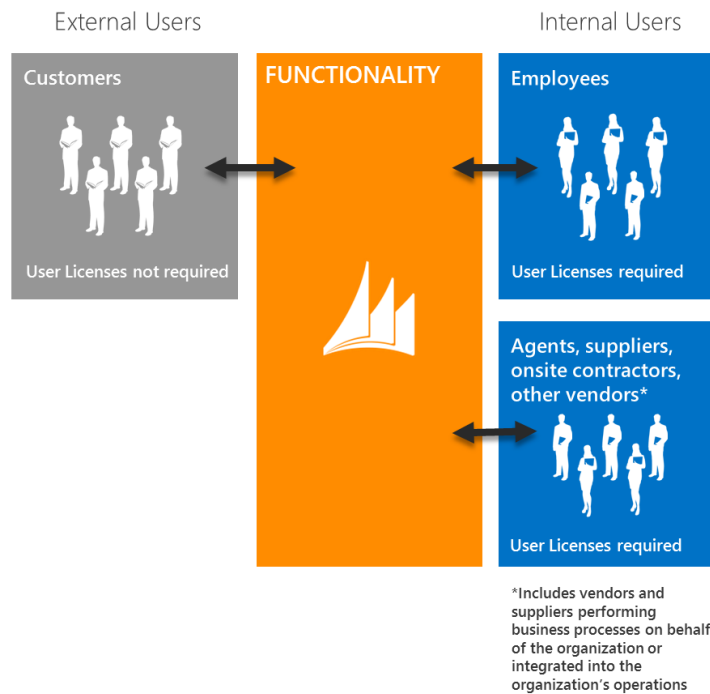 External Users
Internal Users
Customers
User Licenses not required
FUNCTIONALITY
Employees
User Licenses required
Agents, suppliers,
onsite contractors,
other vendors*
User Licenses required
*Includes vendors and
suppliers performing
business processes on behalf
of the organization or
integrated into the
organization's operations